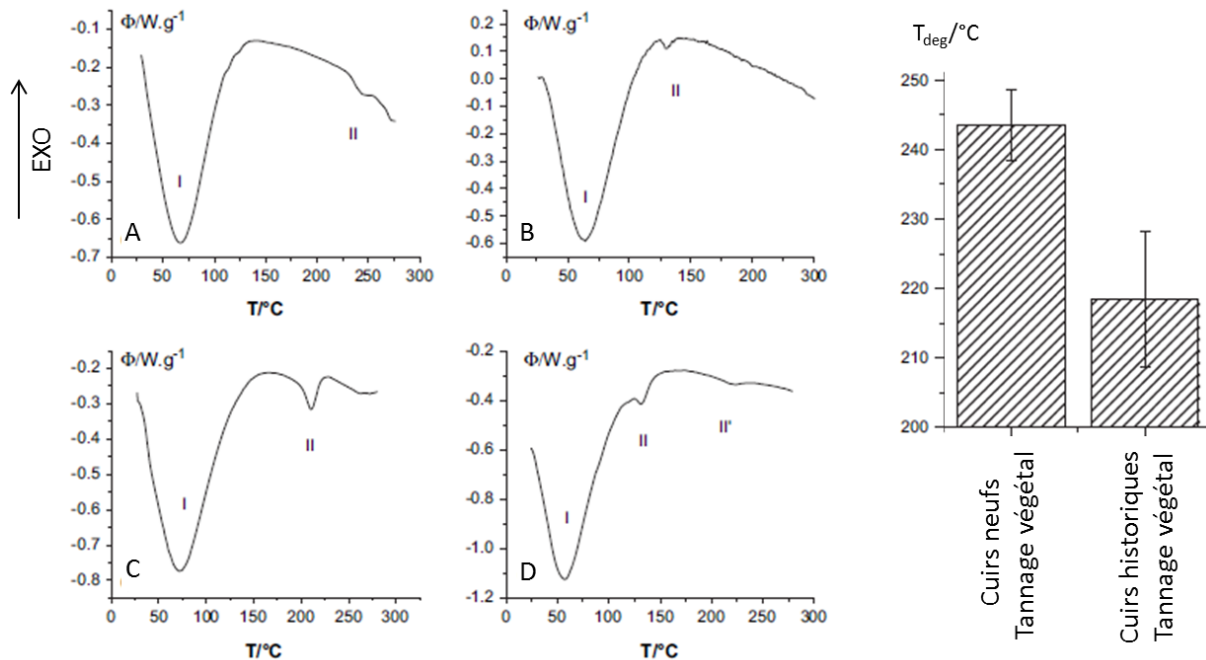 EXO
Φ/W.g⁻¹
-0.1
-0.2
-0.3
-0.4
-0.5
-0.6
-0.7
I
II
A
0 50 100 150 200 250 300
T/°C
Φ/W.g⁻¹
0.2
0.1
0.0
-0.1
-0.2
-0.3
-0.4
-0.5
-0.6
I
II
B
0 50 100 150 200 250 300
T/°C
Φ/W.g⁻¹
-0.2
-0.3
-0.4
-0.5
-0.6
-0.7
-0.8
I
II
C
0 50 100 150 200 250 300
T/°C
Φ/W.g⁻¹
-0.2
-0.4
-0.6
-0.8
-1.0
-1.2
I
II
II'
D
0 50 100 150 200 250 300
T/°C
Tdeg/°C
250
240
230
220
210
200
Cuirs neufs
Tannage végétal
Cuirs historiques
Tannage végétal